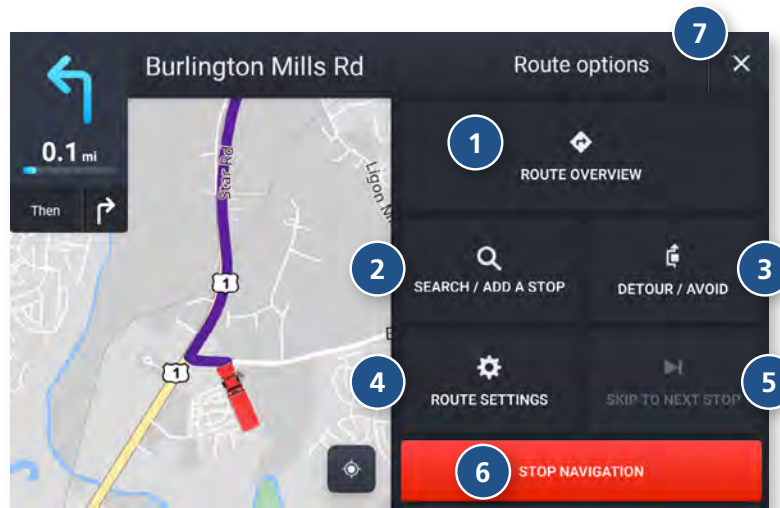 7
Burlington Mills Rd
Route options
0.1 mi
Then
Star Rd
1
1
1
ROUTE OVERVIEW
2
SEARCH / ADD A STOP
3
DETOUR / AVOID
4
ROUTE SETTINGS
5
SKIP TO NEXT STOP
6
STOP NAVIGATION